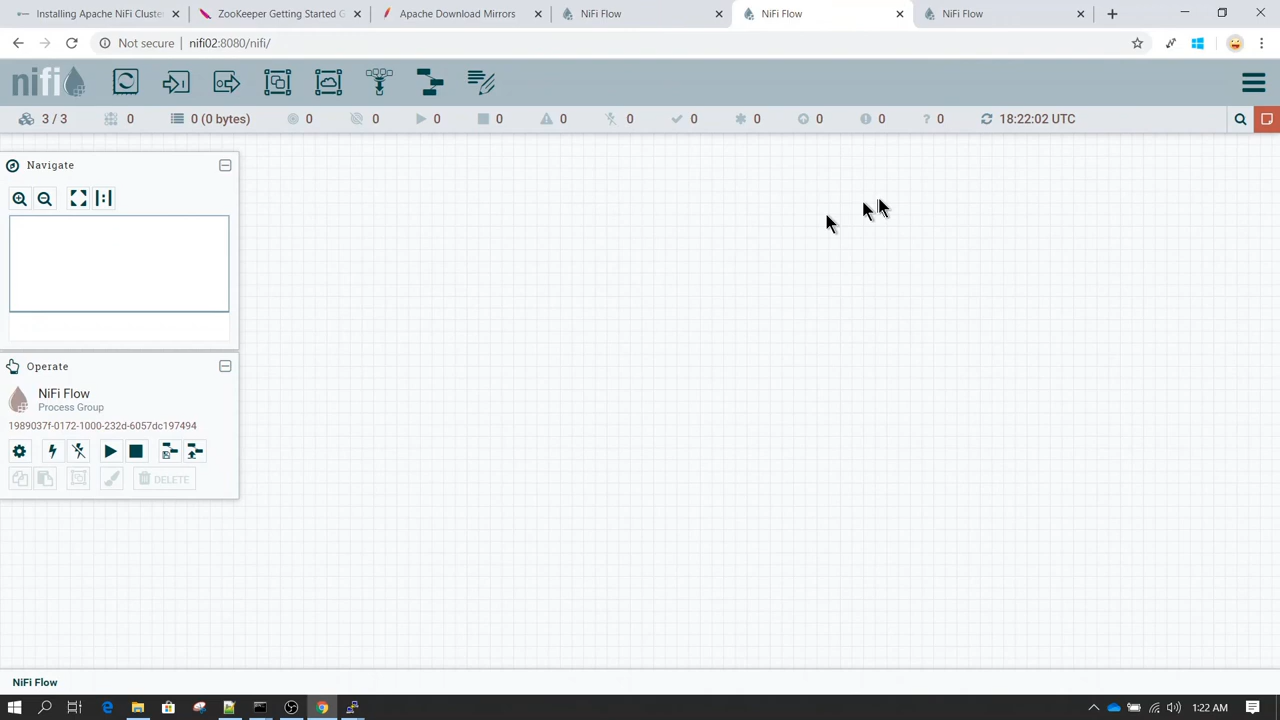 Installing Apache NiFi Cluste
ZooKeeper Getting Started G
Apache Download Mirrors
NiFi Flow
NiFi Flow
NiFi Flow
Not secure
nifi02:8080/nifi/
nifi
3 / 3
0
0 (0 bytes)
0
0
0
0
0
0
0
0
0
0
0
18:22:02 UTC
Navigate
Operate
NiFi Flow
Process Group
1989037f-0172-1000-232d-6057dc197494
DELETE
NiFi Flow
1:22 AM